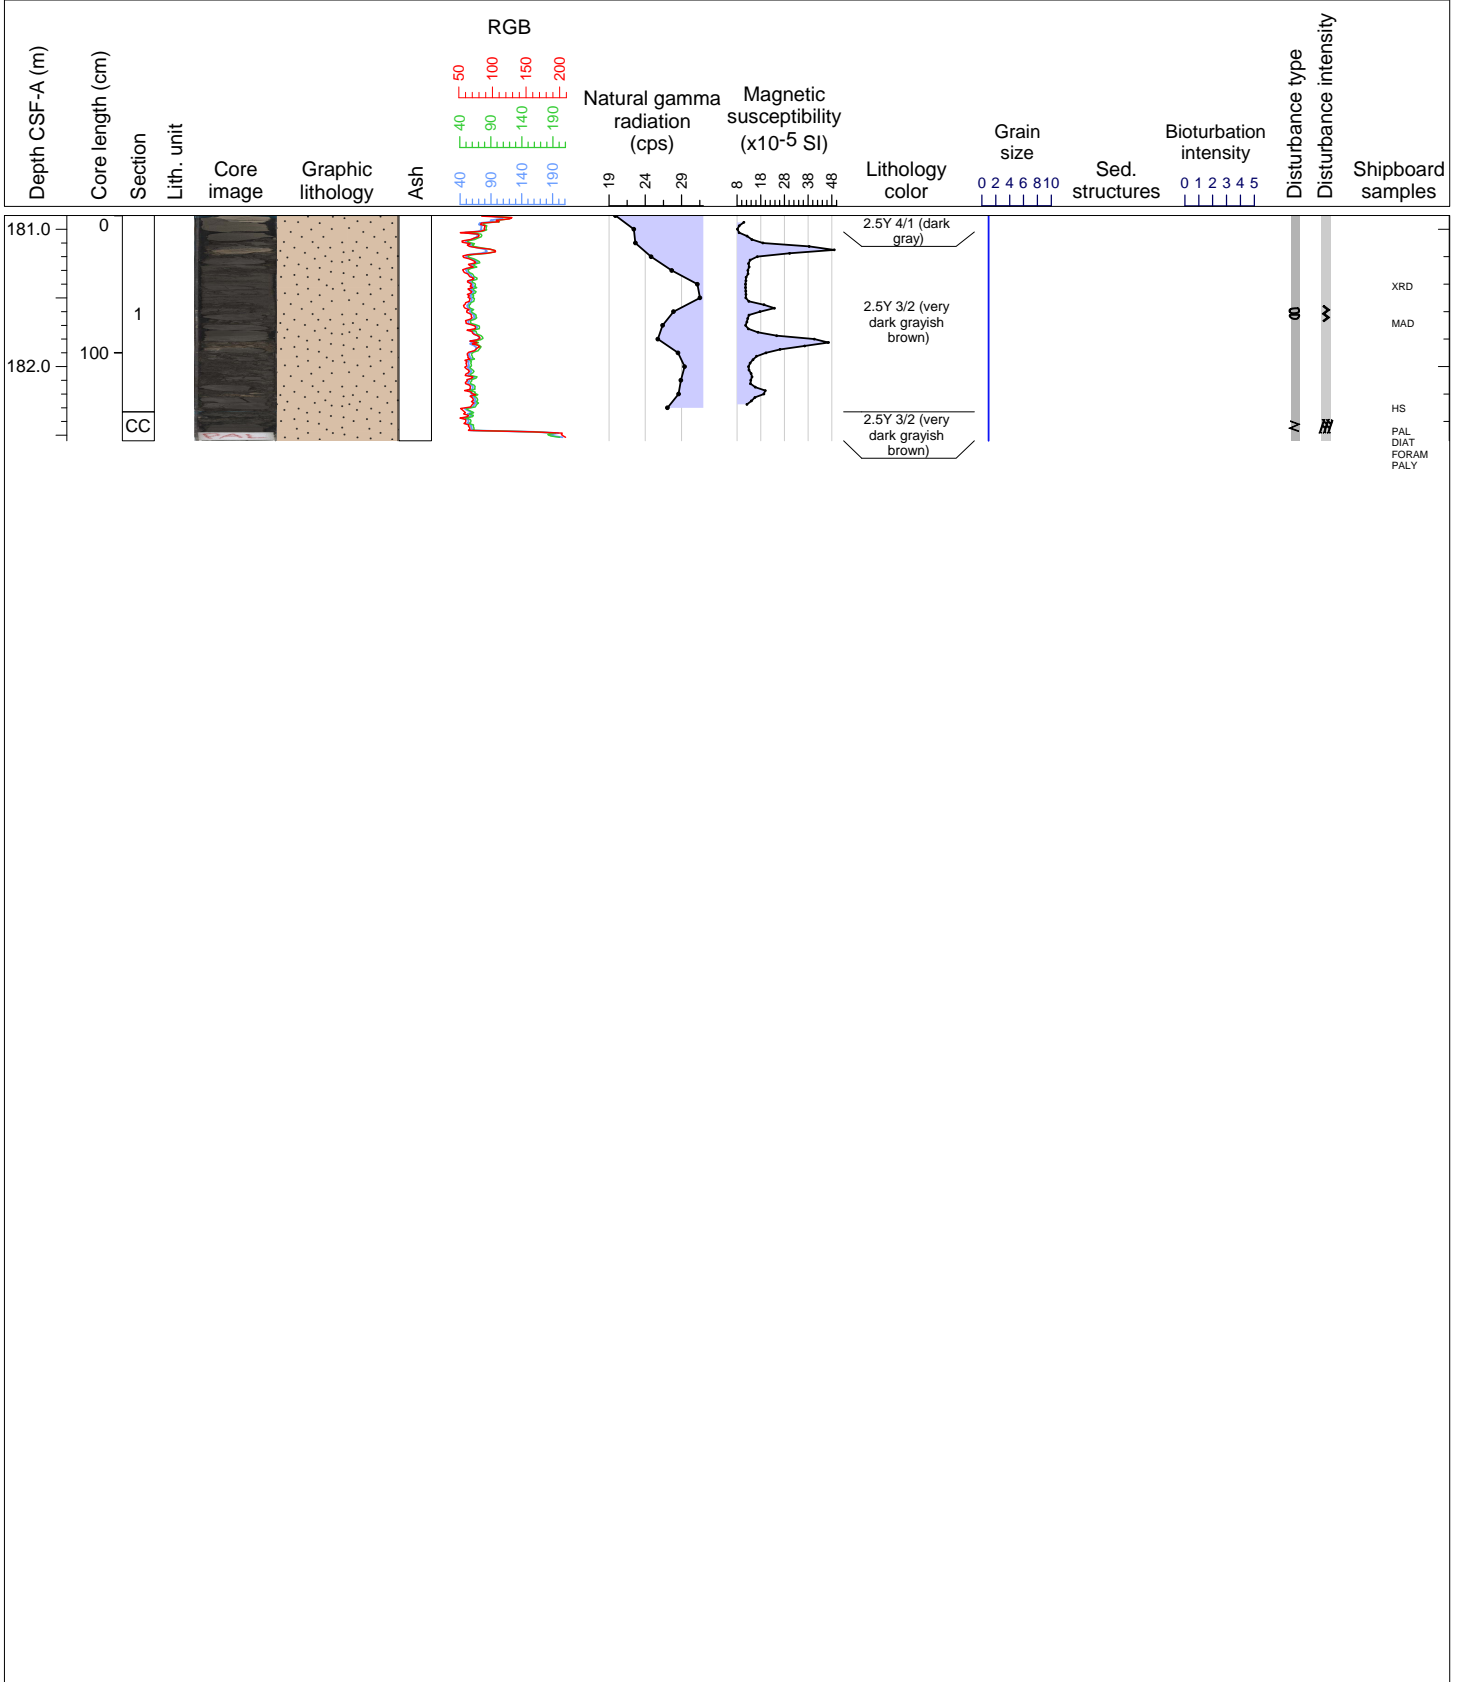 Depth CSF-A (m)
Core length (cm)
Section
Lith. unit
Core
image
Graphic
lithology
Ash
RGB
50 100 150 200
40 90 140 190
40 90 140 190
Natural gamma
radiation
(cps)
19 24 29
Magnetic
susceptibility
(x10-5 SI)
8 18 28 38 48
Lithology
color
Grain
size
0 2 4 6 8 10
Sed.
structures
Bioturbation
intensity
0 1 2 3 4 5
Disturbance type
Disturbance intensity
Shipboard
samples
181.0
182.0
0
100
1
CC
PAL
2.5Y 4/1 (dark
gray)
2.5Y 3/2 (very
dark grayish
brown)
2.5Y 3/2 (very
dark grayish
brown)
XRD
MAD
HS
PAL
DIAT
FORAM
PALY